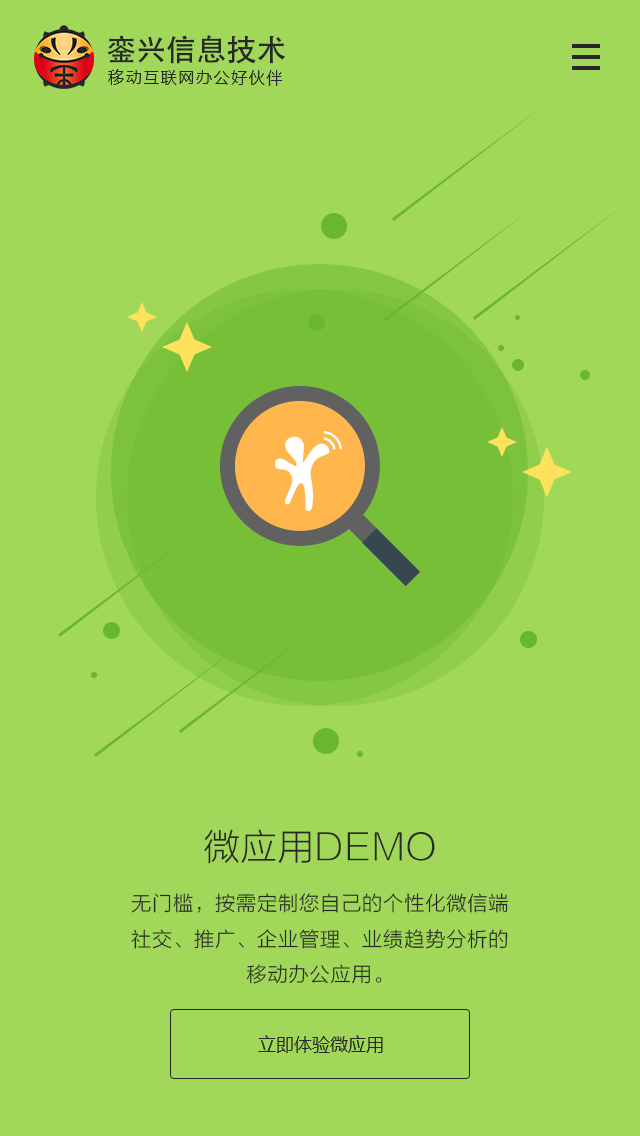 銮兴信息技术
移动互联网办公好伙伴
微应用DEMO
无门槛，按需定制您自己的个性化微信端
社交、推广、企业管理、业绩趋势分析的
移动办公应用。
立即体验微应用